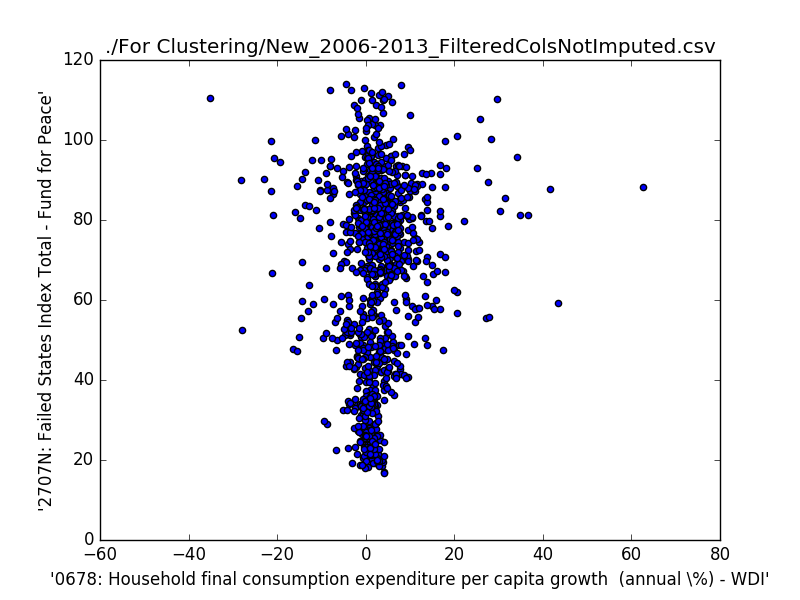 ./For Clustering/New_2006-2013_FilteredColsNotImputed.csv
120
100
80
60
40
20
0
'2707N: Failed States Index Total - Fund for Peace'
−60 −40 −20 0 20 40 60 80
'0678: Household final consumption expenditure per capita growth  (annual \%) - WDI'